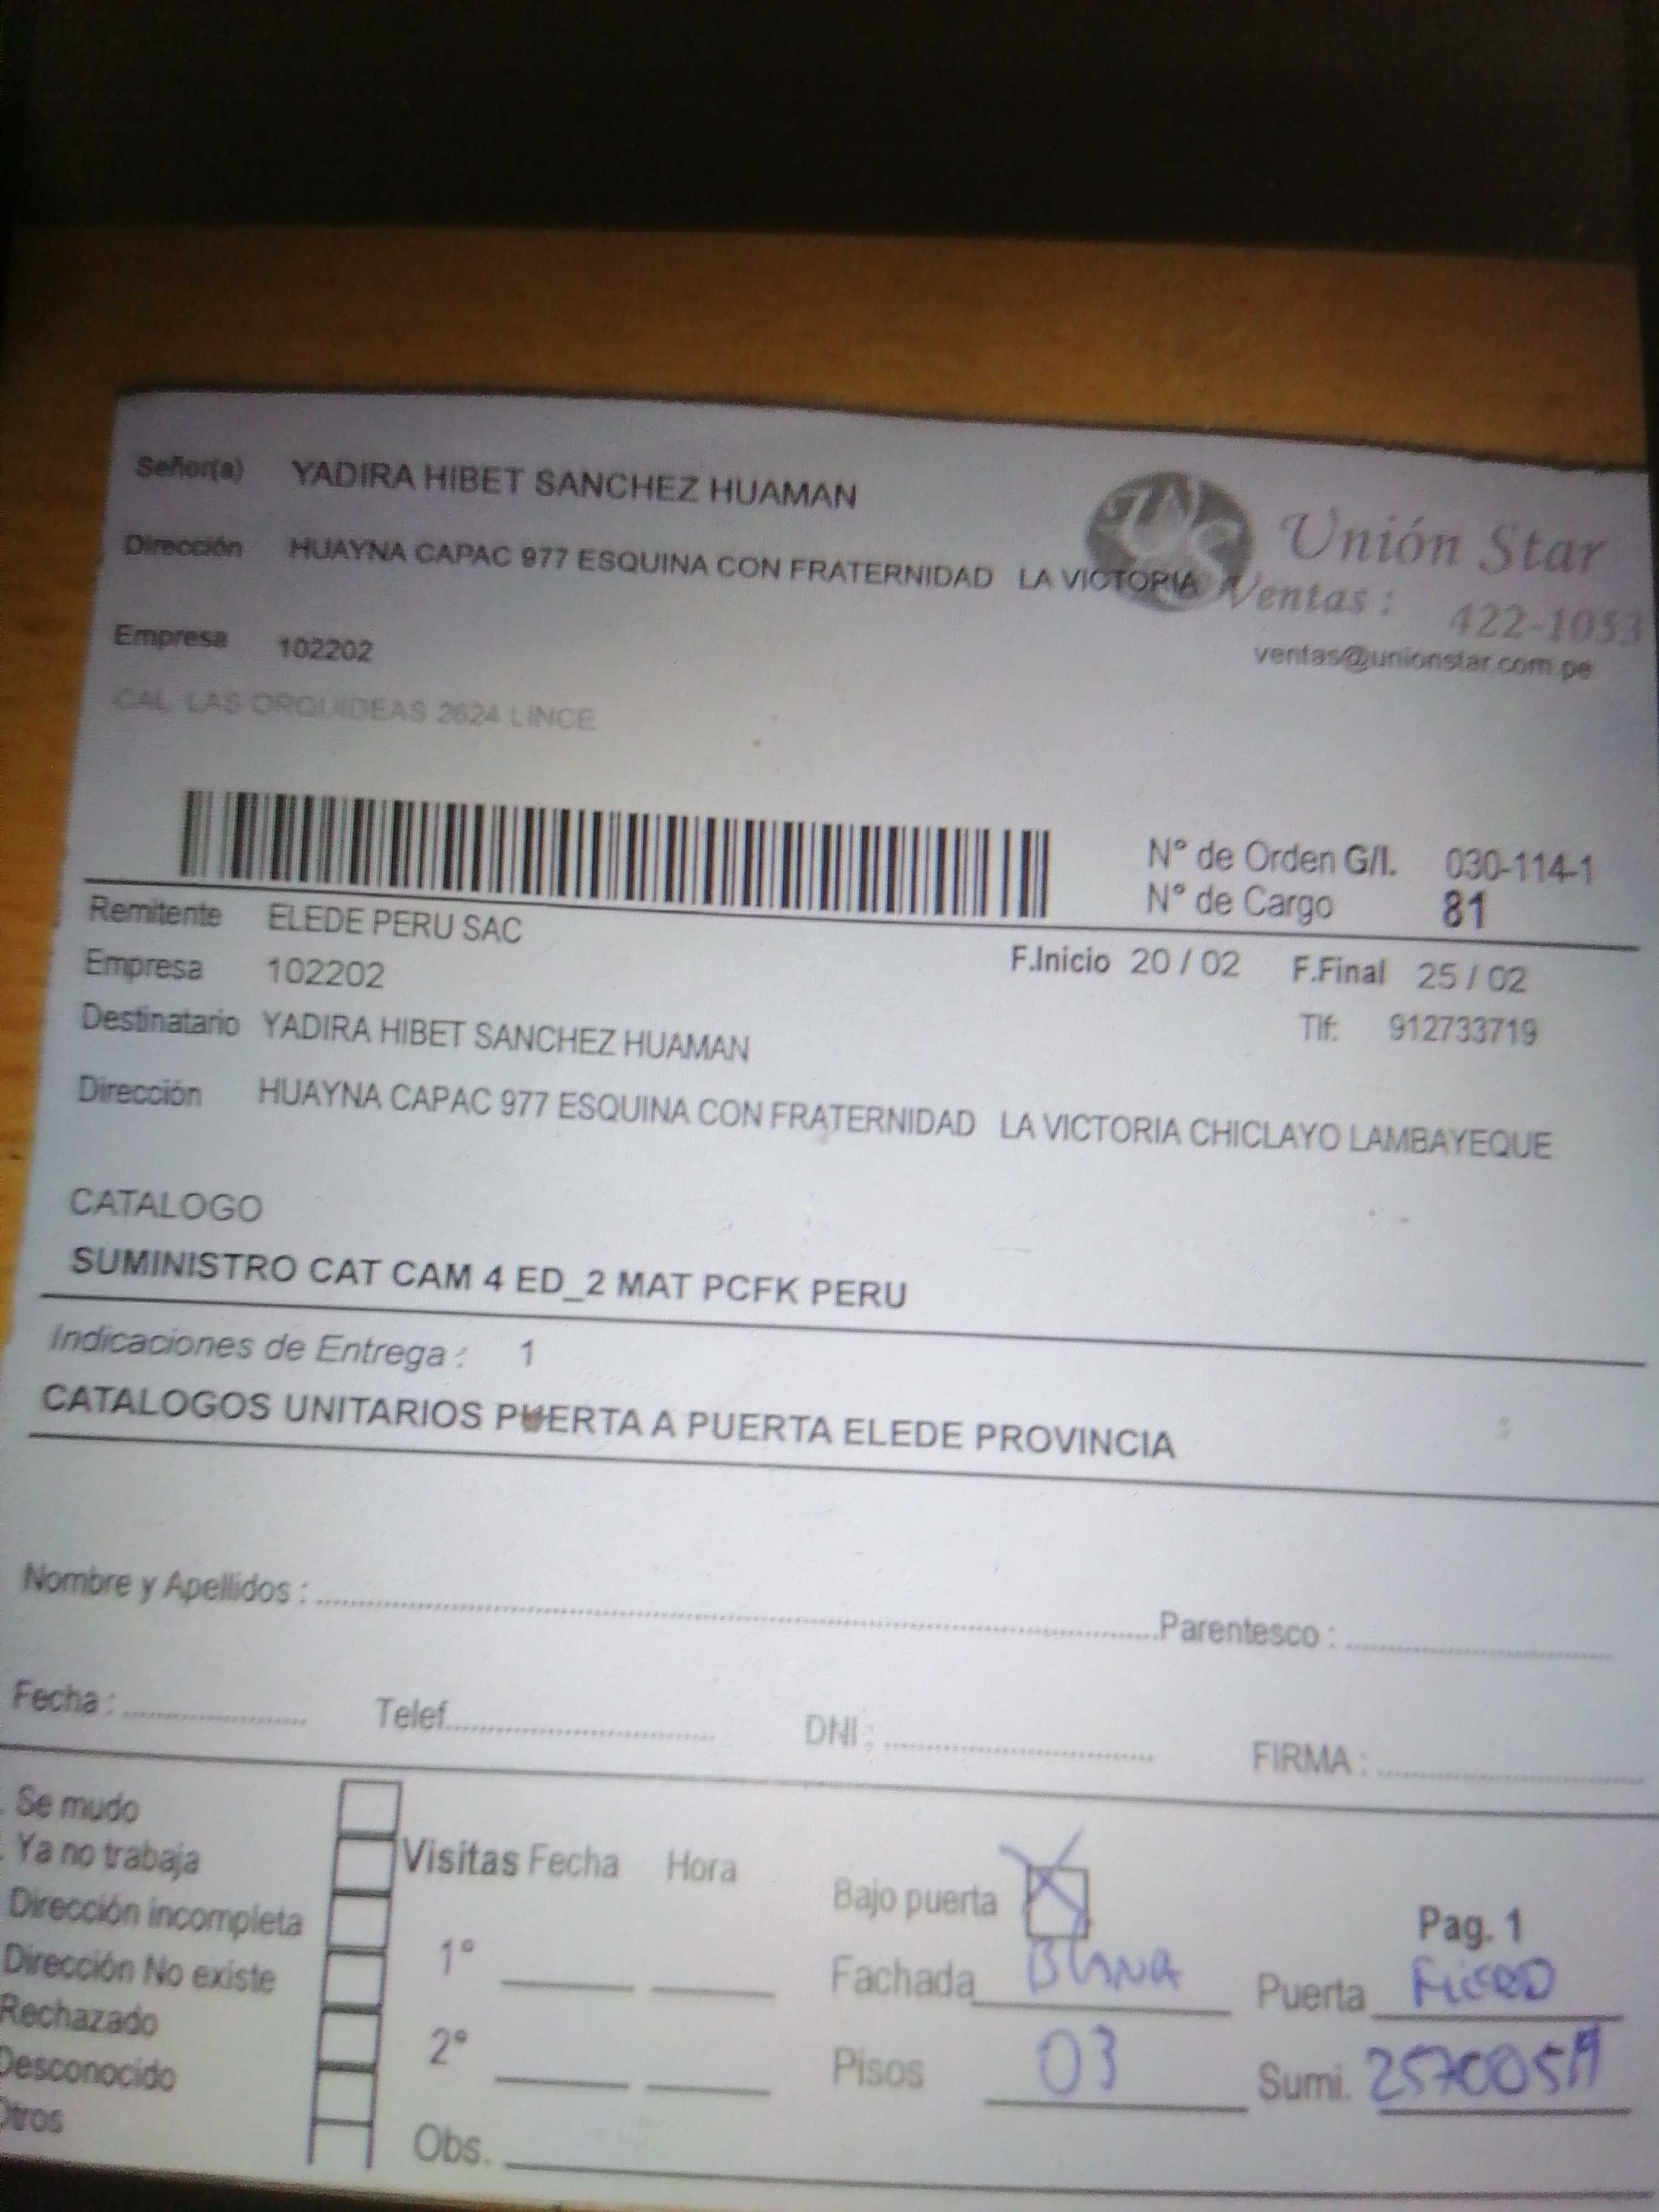 Señor(a) YADIRA HIBET SANCHEZ HUAMAN
Unión Star
Dirección HUAYNA CAPAC 977 ESQUINA CON FRATERNIDAD LA VICTORIA
Ventas : 422-1053
Empresa 102202
ventas@unionstar.com.pe
CAL LAS ORQUIDEAS 2624 LINCE
N° de Orden G/I. 030-114-1
N° de Cargo 81
Remitente ELEDE PERU SAC
Empresa 102202
F.Inicio 20 / 02 F.Final 25 / 02
Destinatario YADIRA HIBET SANCHEZ HUAMAN
Tlf: 912733719
Dirección HUAYNA CAPAC 977 ESQUINA CON FRATERNIDAD LA VICTORIA CHICLAYO LAMBAYEQUE
CATALOGO
SUMINISTRO CAT CAM 4 ED_2 MAT PCFK PERU
Indicaciones de Entrega : 1
CATALOGOS UNITARIOS PUERTA A PUERTA ELEDE PROVINCIA
Nombre y Apellidos : Parentesco :
Fecha : Telef. DNI : FIRMA :
Se mudo
Ya no trabaja
Dirección incompleta
Dirección No existe
Rechazado
Desconocido
Otros
Visitas Fecha Hora
1°
2°
Obs.
Bajo puerta X
Pag. 1
Fachada Puerta
Pisos 03 Sumi.